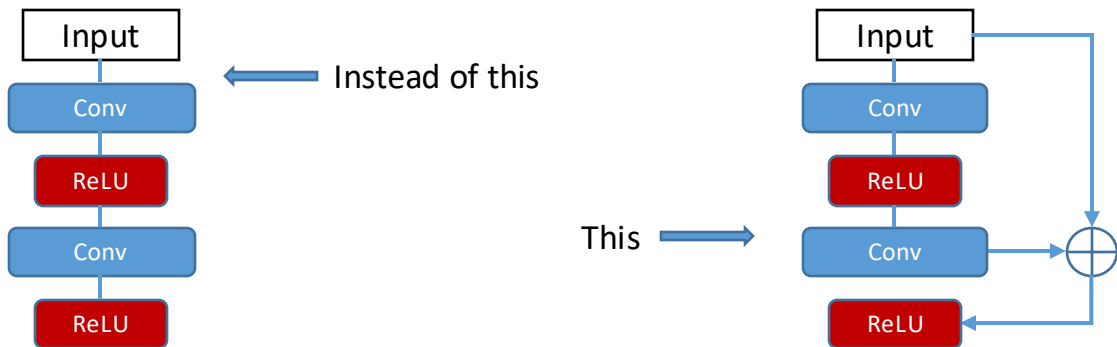 Input
Conv
ReLU
Conv
ReLU
Instead of this
This
Input
Conv
ReLU
Conv
ReLU